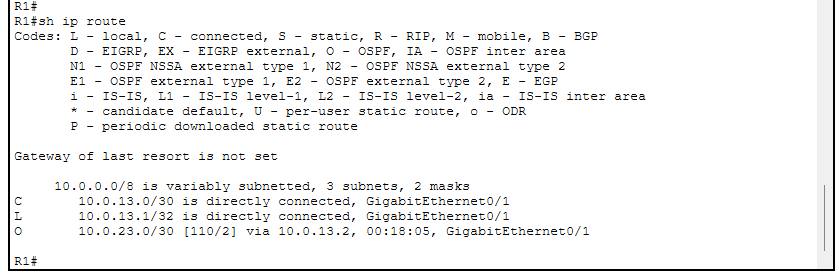 R1#
R1#sh ip route
Codes: L - local, C - connected, S - static, R - RIP, M - mobile, B - BGP
       D - EIGRP, EX - EIGRP external, O - OSPF, IA - OSPF inter area
       N1 - OSPF NSSA external type 1, N2 - OSPF NSSA external type 2
       E1 - OSPF external type 1, E2 - OSPF external type 2, E - EGP
       i - IS-IS, L1 - IS-IS level-1, L2 - IS-IS level-2, ia - IS-IS inter area
       * - candidate default, U - per-user static route, o - ODR
       P - periodic downloaded static route

Gateway of last resort is not set

     10.0.0.0/8 is variably subnetted, 3 subnets, 2 masks
C       10.0.13.0/30 is directly connected, GigabitEthernet0/1
L       10.0.13.1/32 is directly connected, GigabitEthernet0/1
O       10.0.23.0/30 [110/2] via 10.0.13.2, 00:18:05, GigabitEthernet0/1

R1#